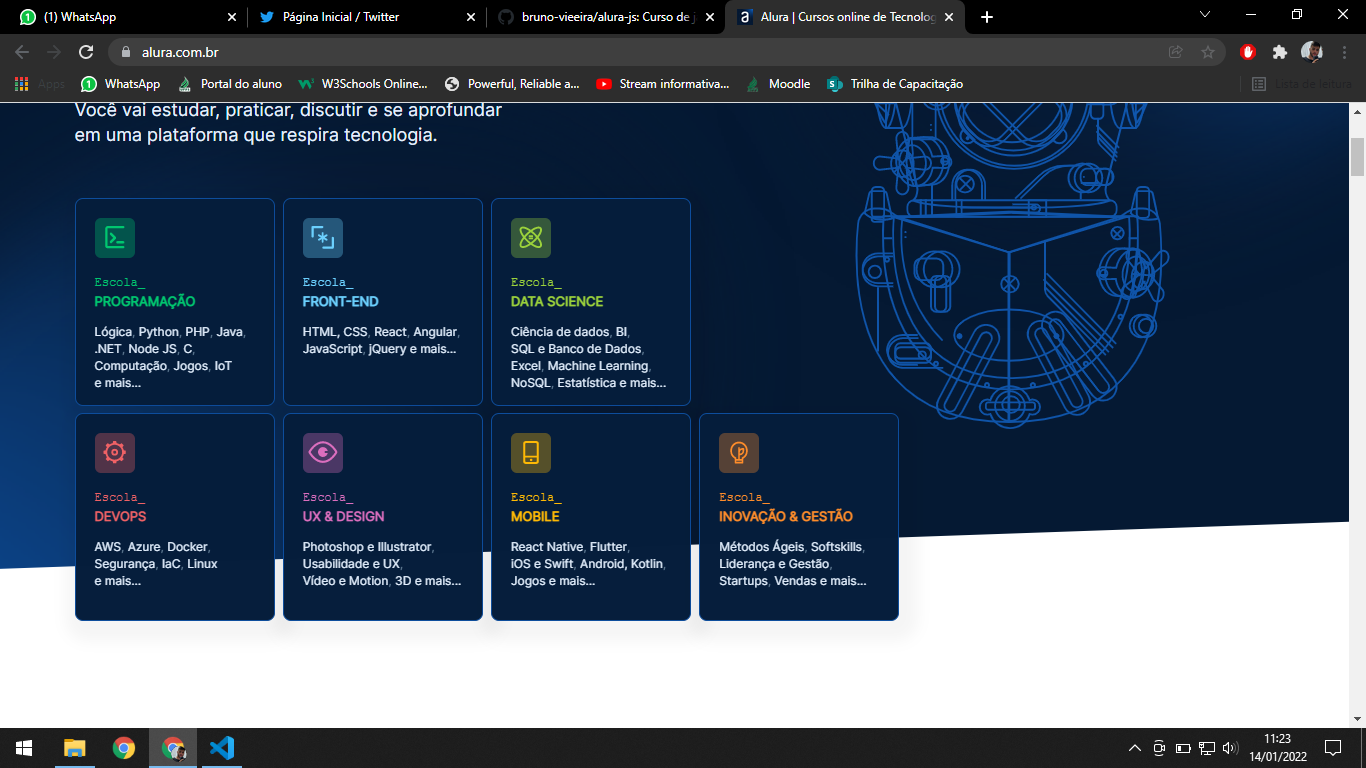 (1) WhatsApp
Página Inicial / Twitter
bruno-vieeira/alura-js: Curso de j
Alura | Cursos online de Tecnolog
alura.com.br
Apps
WhatsApp
Portal do aluno
W3Schools Online...
Powerful, Reliable a...
Stream informativa...
Moodle
Trilha de Capacitação
Lista de leitura
Você vai estudar, praticar, discutir e se aprofundar
em uma plataforma que respira tecnologia.
Escola_
PROGRAMAÇÃO
Lógica, Python, PHP, Java,
.NET, Node JS, C,
Computação, Jogos, IoT
e mais...
Escola_
FRONT-END
HTML, CSS, React, Angular,
JavaScript, jQuery e mais...
Escola_
DATA SCIENCE
Ciência de dados, BI,
SQL e Banco de Dados,
Excel, Machine Learning,
NoSQL, Estatística e mais...
Escola_
DEVOPS
AWS, Azure, Docker,
Segurança, IaC, Linux
e mais...
Escola_
UX & DESIGN
Photoshop e Illustrator,
Usabilidade e UX,
Vídeo e Motion, 3D e mais...
Escola_
MOBILE
React Native, Flutter,
iOS e Swift, Android, Kotlin,
Jogos e mais...
Escola_
INOVAÇÃO & GESTÃO
Métodos Ágeis, Softskills,
Liderança e Gestão,
Startups, Vendas e mais...
11:23
14/01/2022